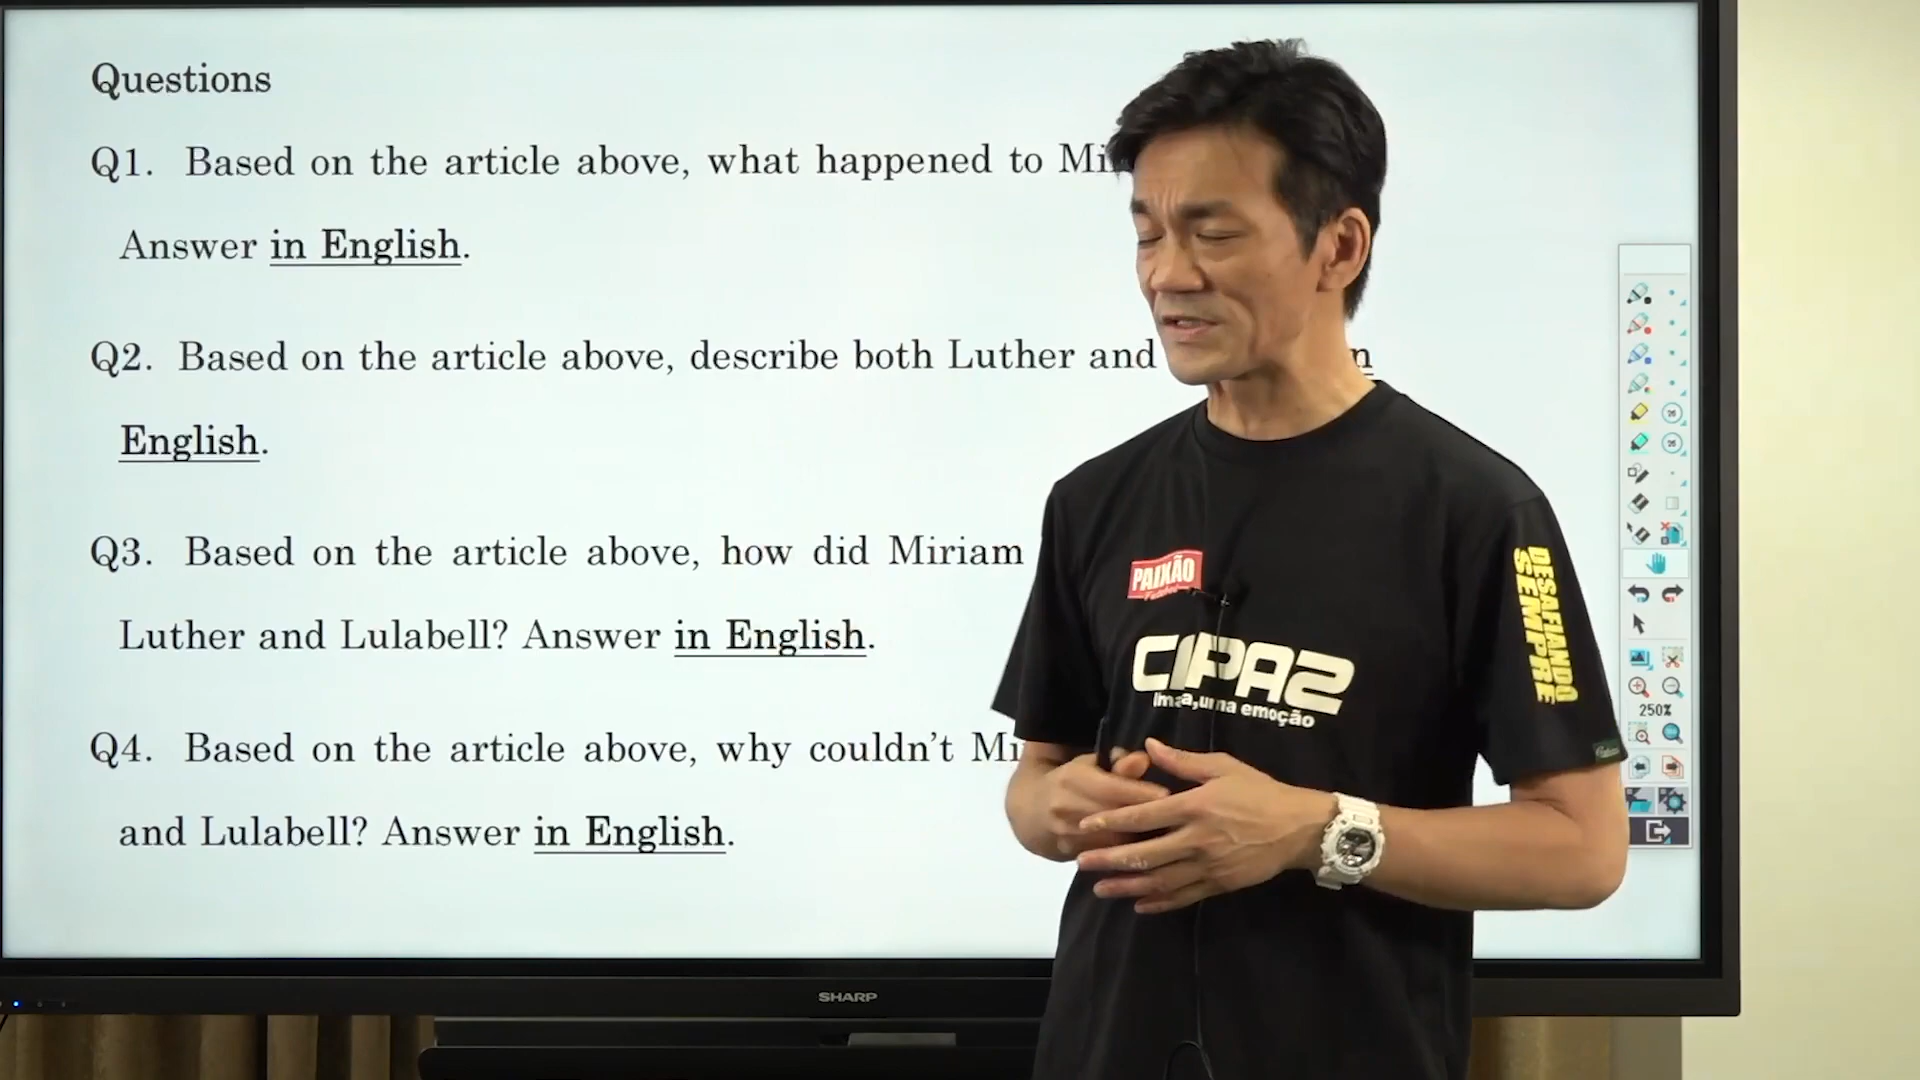 Questions
Q1. Based on the article above, what happened to
Answer in English.
Q2. Based on the article above, describe both Luther and
English.
Q3. Based on the article above, how did Miriam
Luther and Lulabell? Answer in English.
Q4. Based on the article above, why couldn't
and Lulabell? Answer in English.
250%
PAIXÃO
uma emoção
DESAFIANDO
SEMPRE
SHARP